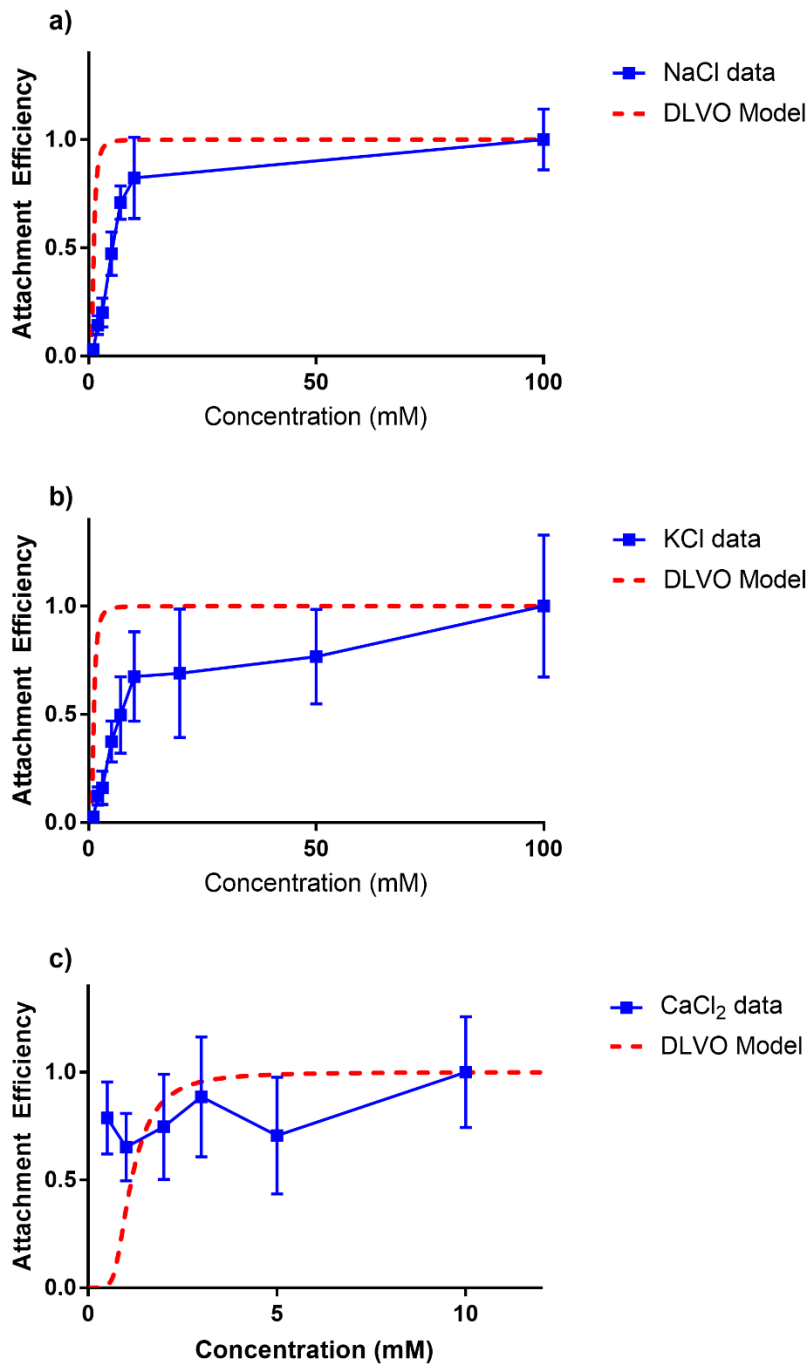 a)
NaCl data
DLVO Model
Attachment Efficiency
1.0
0.5
0.0
0
50
100
Concentration (mM)
b)
KCl data
DLVO Model
Attachment Efficiency
1.0
0.5
0.0
0
50
100
Concentration (mM)
c)
CaCl₂ data
DLVO Model
Attachment Efficiency
1.0
0.5
0.0
0
5
10
Concentration (mM)